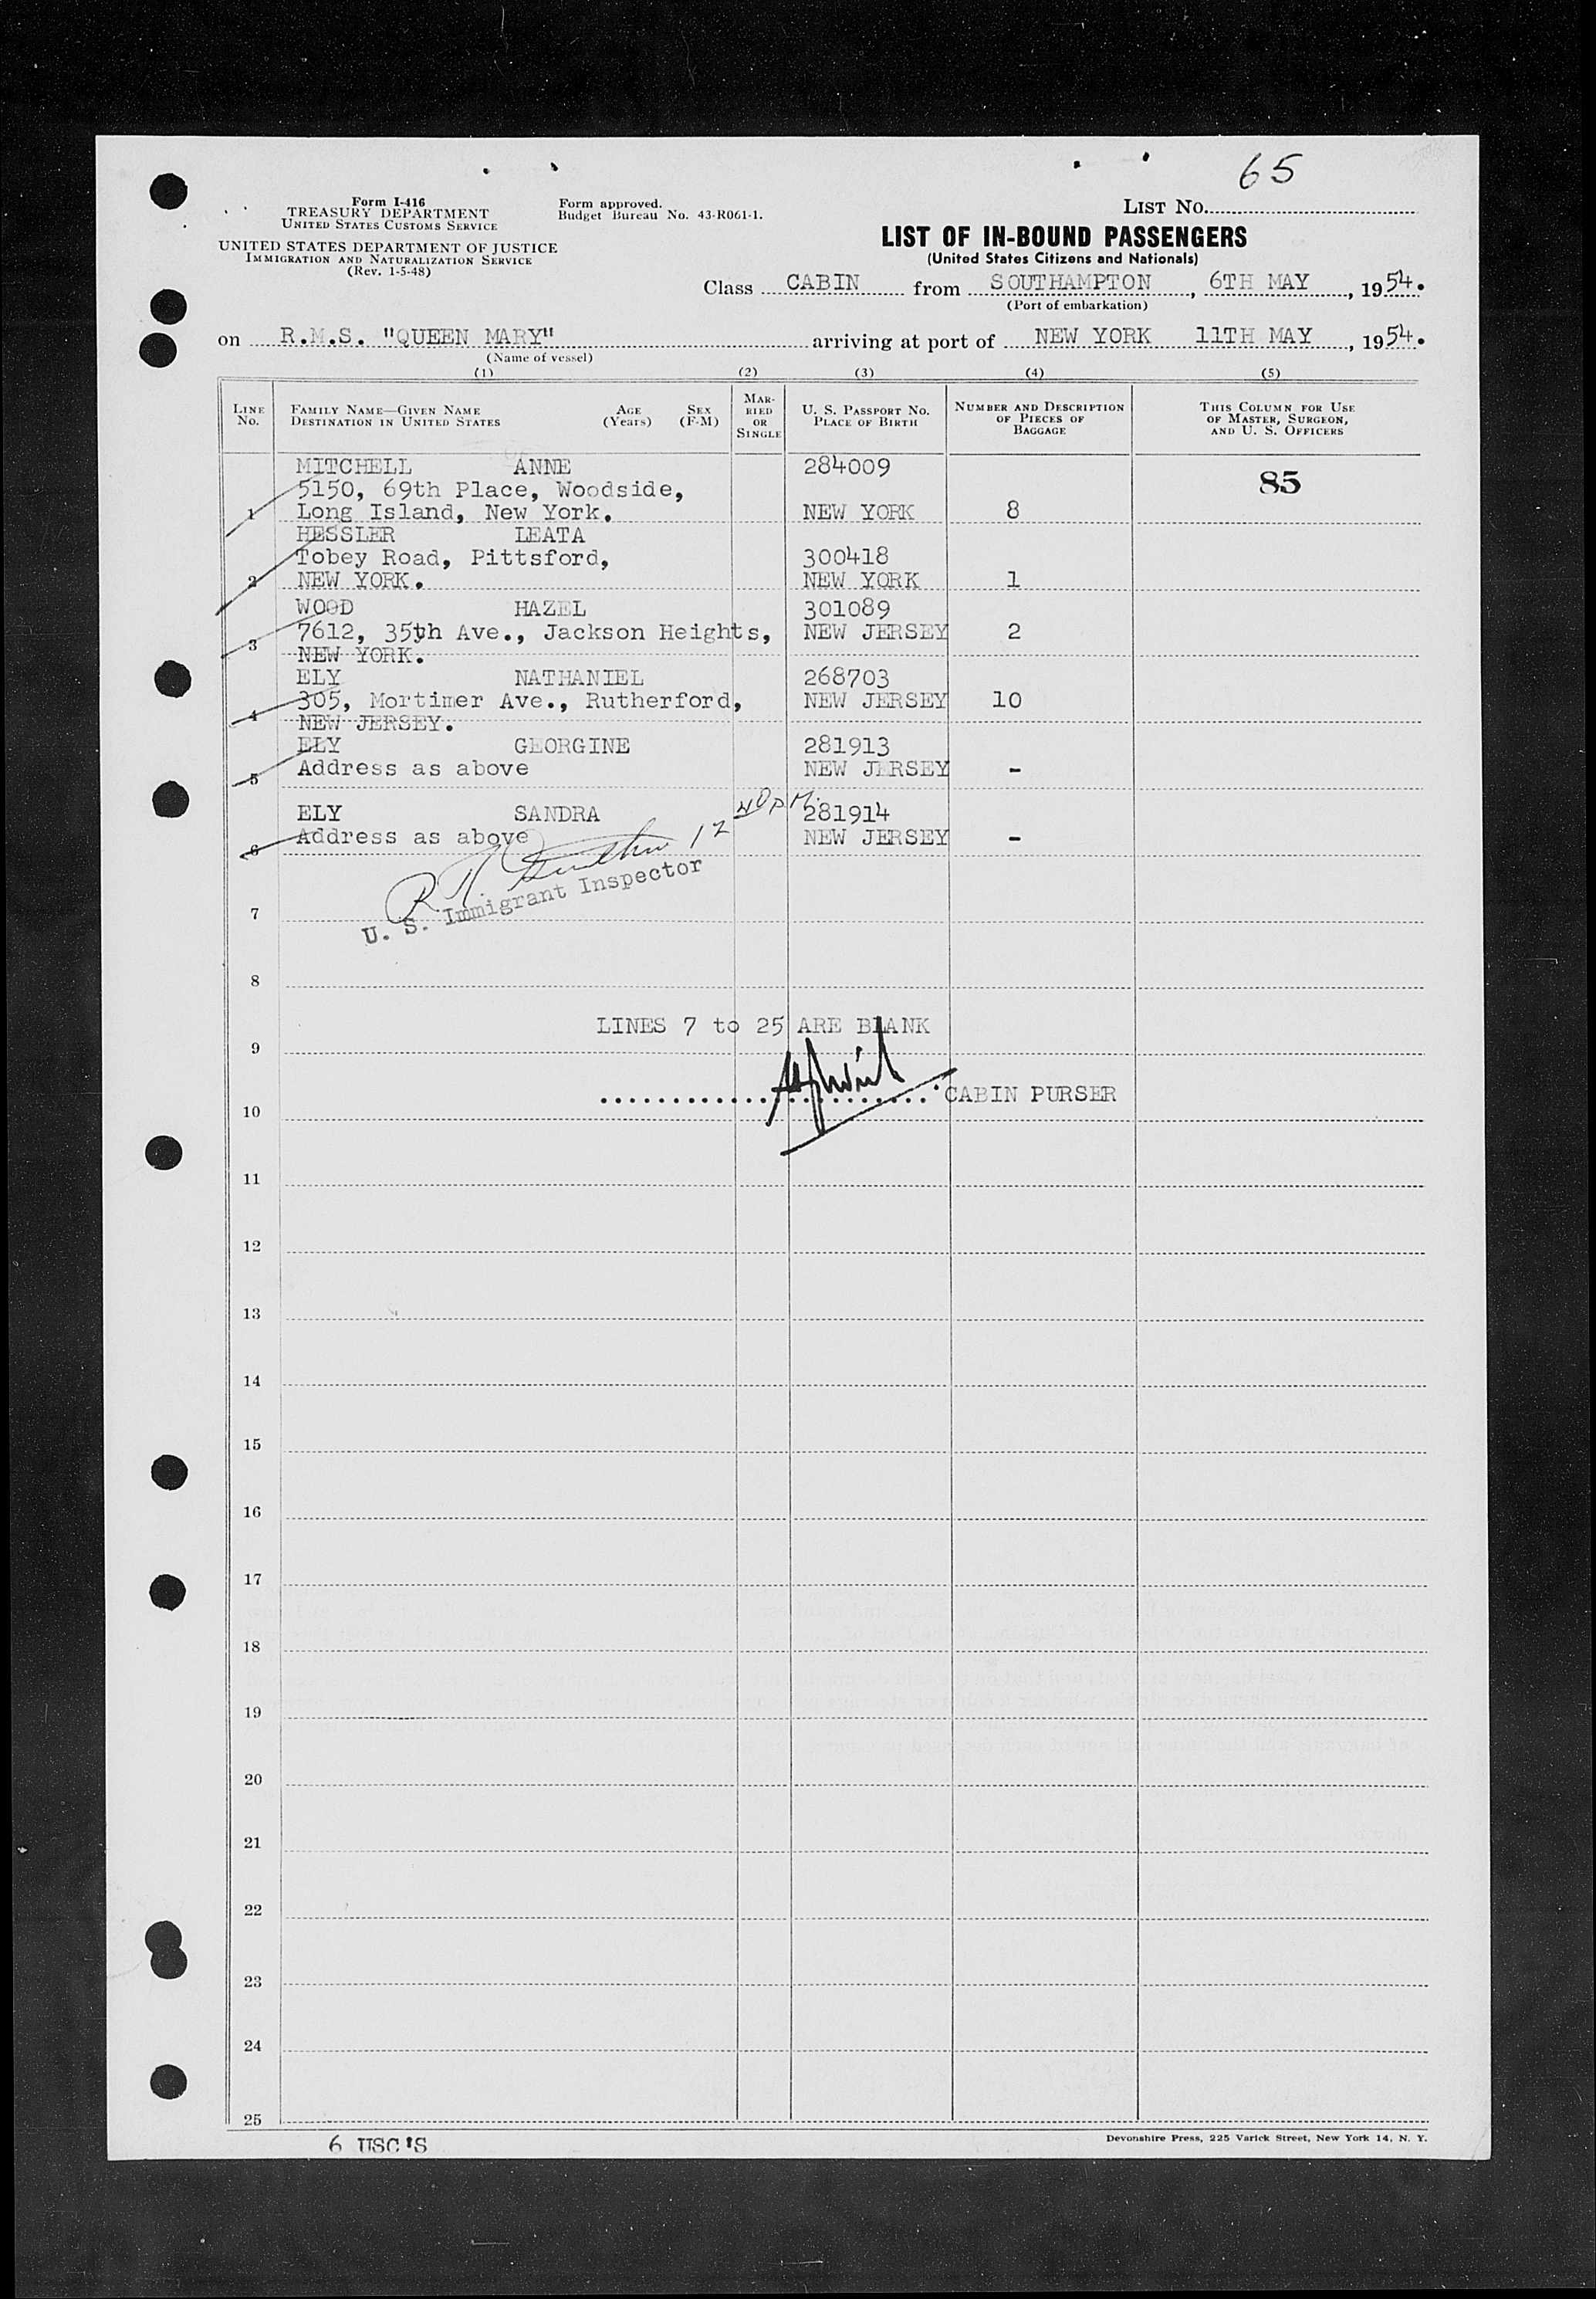 65
Form I-416
TREASURY DEPARTMENT
UNITED STATES CUSTOMS SERVICE
UNITED STATES DEPARTMENT OF JUSTICE
IMMIGRATION AND NATURALIZATION SERVICE
(Rev. 1-5-48)
Form approved.
Budget Bureau No. 43-R061-1.
LIST No.
LIST OF IN-BOUND PASSENGERS
(United States Citizens and Nationals)
Class CABIN from SOUTHAMPTON, 6TH MAY, 1954.
(Port of embarkation)
on R.M.S. "QUEEN MARY" arriving at port of NEW YORK 11TH MAY, 1954.
(Name of vessel)
(1) (2) (3) (4) (5)
LINE No. FAMILY NAME—GIVEN NAME DESTINATION IN UNITED STATES AGE (Years) SEX (F-M) MARRIED OR SINGLE U. S. PASSPORT NO. PLACE OF BIRTH NUMBER AND DESCRIPTION OF PIECES OF BAGGAGE THIS COLUMN FOR USE OF MASTER, SURGEON, AND U. S. OFFICERS
MITCHELL ANNE 284009
5150, 69th Place, Woodside, 85
1 Long Island, New York. NEW YORK 8
HESSLER LEATA
Tobey Road, Pittsford, 300418
2 NEW YORK. NEW YORK 1
WOOD HAZEL 301089
3 7612, 35th Ave., Jackson Heights, NEW JERSEY 2
NEW YORK.
ELY NATHANIEL 268703
4 305, Mortimer Ave., Rutherford, NEW JERSEY 10
NEW JERSEY.
ELY GEORGINE 281913
5 Address as above NEW JERSEY -
ELY SANDRA 281914
6 Address as above NEW JERSEY -
12 40 PM.
R. R.
U. S. Immigrant Inspector
7
8
LINES 7 to 25 ARE BLANK
9
CABIN PURSER
10
11
12
13
14
15
16
17
18
19
20
21
22
23
24
25
6 USC'S
Devonshire Press, 225 Varick Street, New York 14, N. Y.